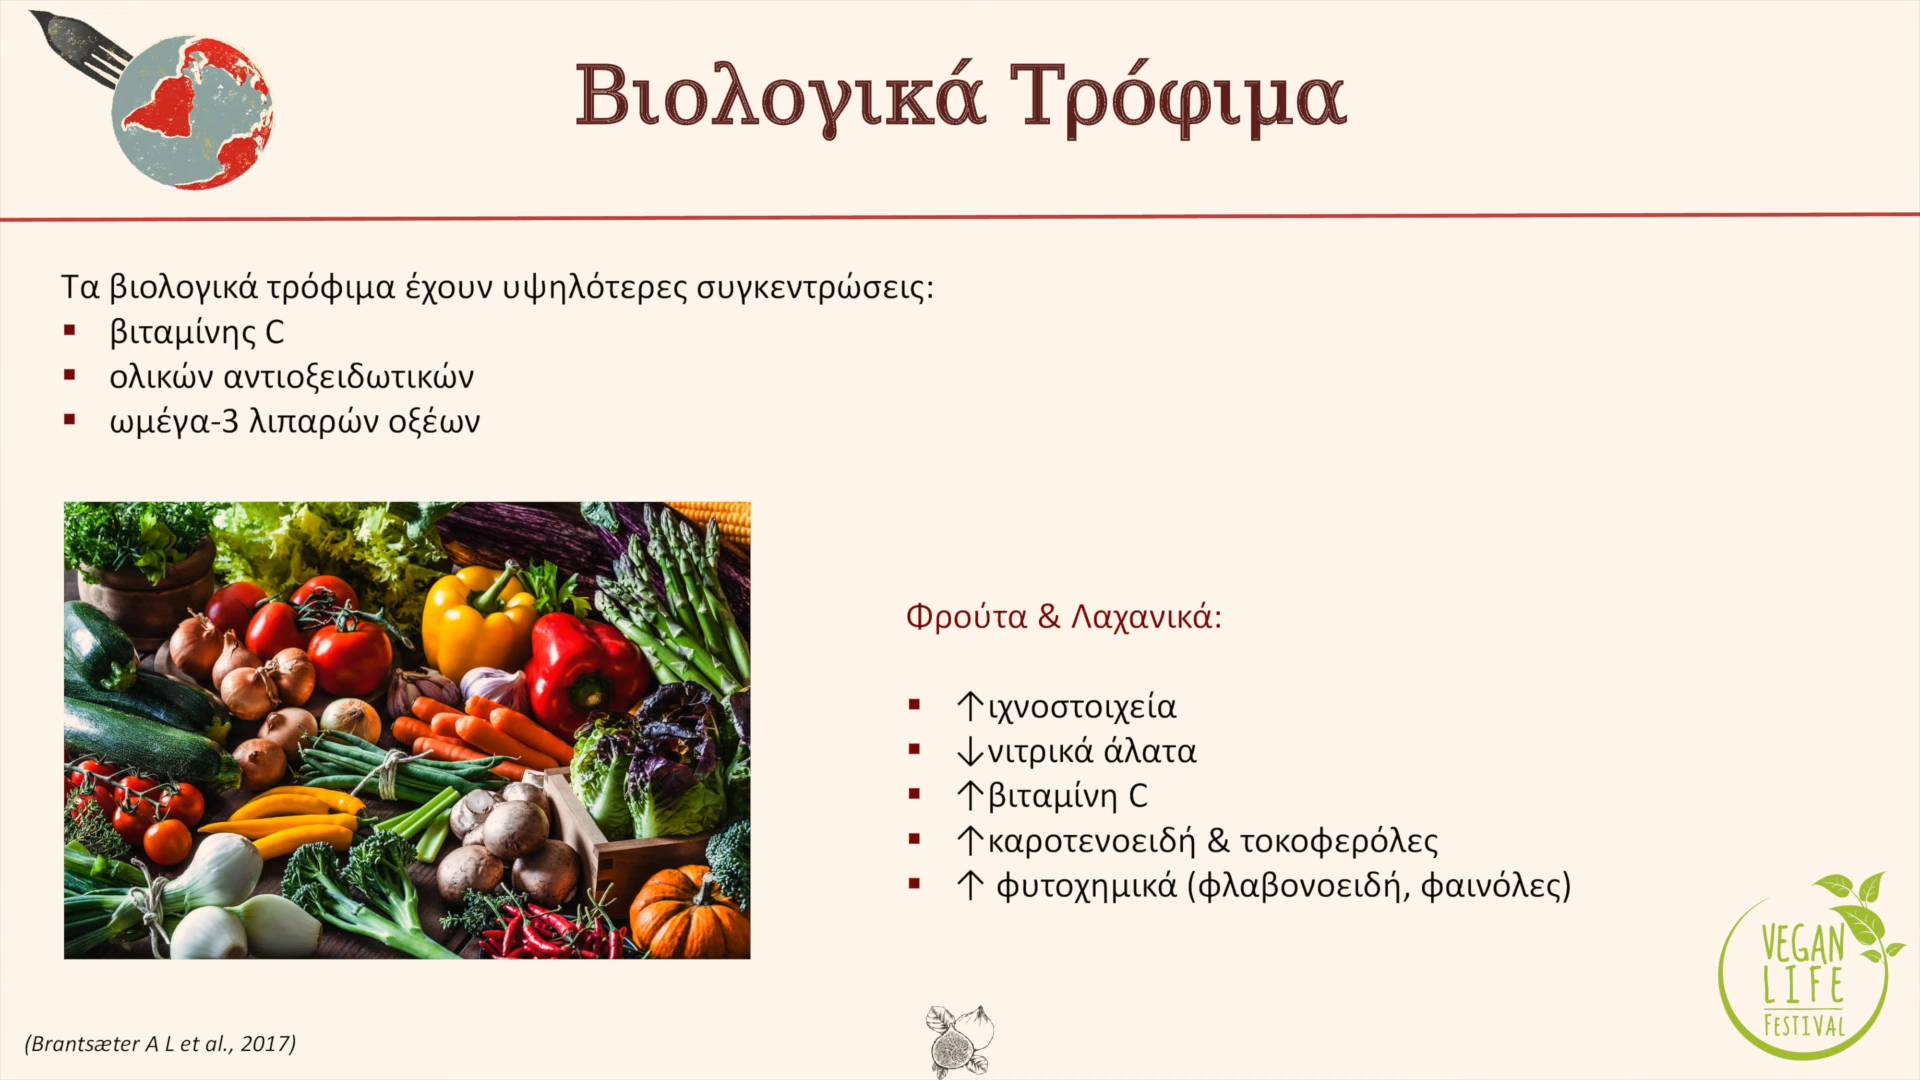 Βιολογικά Τρόφιμα
Τα βιολογικά τρόφιμα έχουν υψηλότερες συγκεντρώσεις:
▪ βιταμίνης C
▪ ολικών αντιοξειδωτικών
▪ ωμέγα-3 λιπαρών οξέων
Φρούτα & Λαχανικά:
▪ ↑ιχνοστοιχεία
▪ ↓νιτρικά άλατα
▪ ↑βιταμίνη C
▪ ↑καροτενοειδή & τοκοφερόλες
▪ ↑ φυτοχημικά (φλαβονοειδή, φαινόλες)
VEGAN
LIFE
FESTIVAL
(Brantsæter A L et al., 2017)